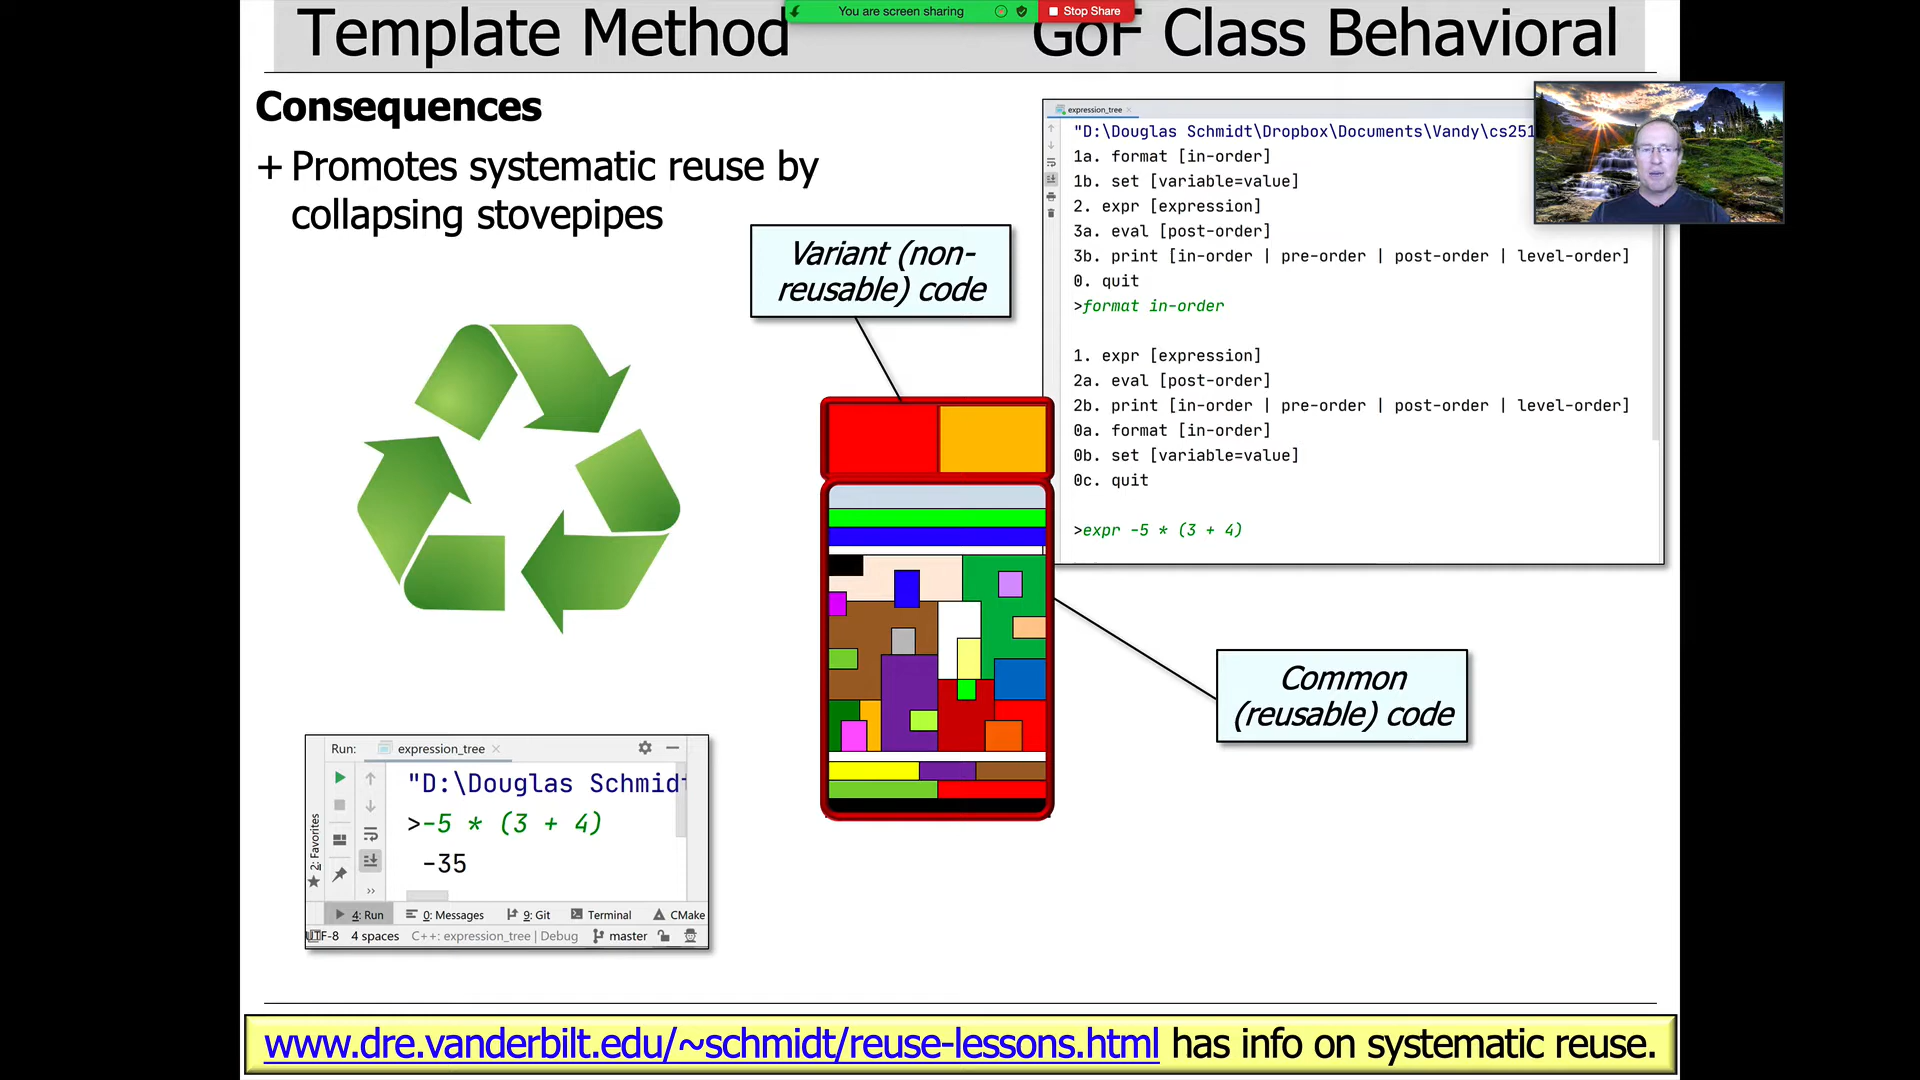 You are screen sharing
Stop Share
Template Method
GoF Class Behavioral
Consequences
+ Promotes systematic reuse by
collapsing stovepipes
Variant (non-
reusable) code
expression_tree
"D:\Douglas Schmidt\Dropbox\Documents\Vandy\cs251
1a. format [in-order]
1b. set [variable=value]
2. expr [expression]
3a. eval [post-order]
3b. print [in-order | pre-order | post-order | level-order]
0. quit
>format in-order
1. expr [expression]
2a. eval [post-order]
2b. print [in-order | pre-order | post-order | level-order]
0a. format [in-order]
0b. set [variable=value]
0c. quit
>expr -5 * (3 + 4)
Common
(reusable) code
Run: expression_tree
"D:\Douglas Schmidt
>-5 * (3 + 4)
-35
2: Favorites
4: Run 0: Messages 9: Git Terminal CMake
UTF-8 4 spaces C++: expression_tree | Debug master
www.dre.vanderbilt.edu/~schmidt/reuse-lessons.html has info on systematic reuse.